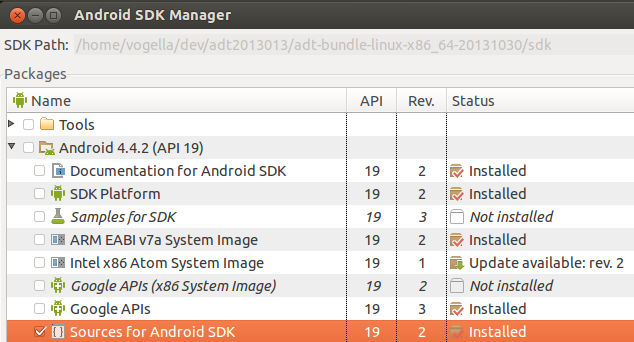 Android SDK Manager
SDK Path: /home/vogella/dev/adt2013013/adt-bundle-linux-x86_64-20131030/sdk
Packages
Name API Rev. Status
Tools
Android 4.4.2 (API 19)
Documentation for Android SDK 19 2 Installed
SDK Platform 19 2 Installed
Samples for SDK 19 3 Not installed
ARM EABI v7a System Image 19 2 Installed
Intel x86 Atom System Image 19 1 Update available: rev. 2
Google APIs (x86 System Image) 19 2 Not installed
Google APIs 19 3 Installed
Sources for Android SDK 19 2 Installed